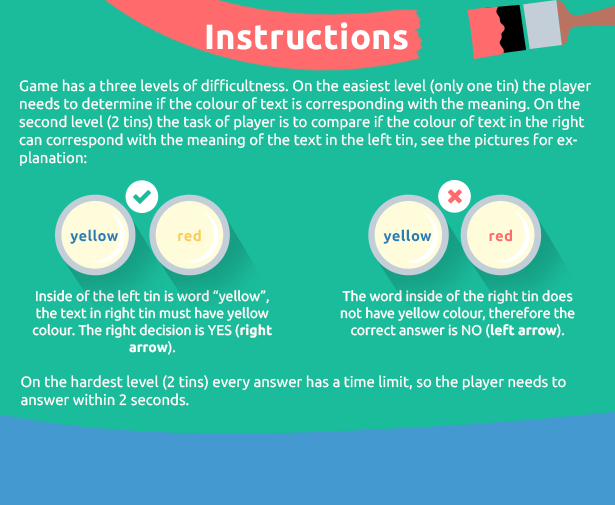 Instructions
Game has a three levels of difficultness. On the easiest level (only one tin) the player
needs to determine if the colour of text is corresponding with the meaning. On the
second level (2 tins) the task of player is to compare if the colour of text in the right
can correspond with the meaning of the text in the left tin, see the pictures for ex-
planation:
yellow red
yellow red
Inside of the left tin is word “yellow”,
the text in right tin must have yellow
colour. The right decision is YES (right
arrow).
The word inside of the right tin does
not have yellow colour, therefore the
correct answer is NO (left arrow).
On the hardest level (2 tins) every answer has a time limit, so the player needs to
answer within 2 seconds.